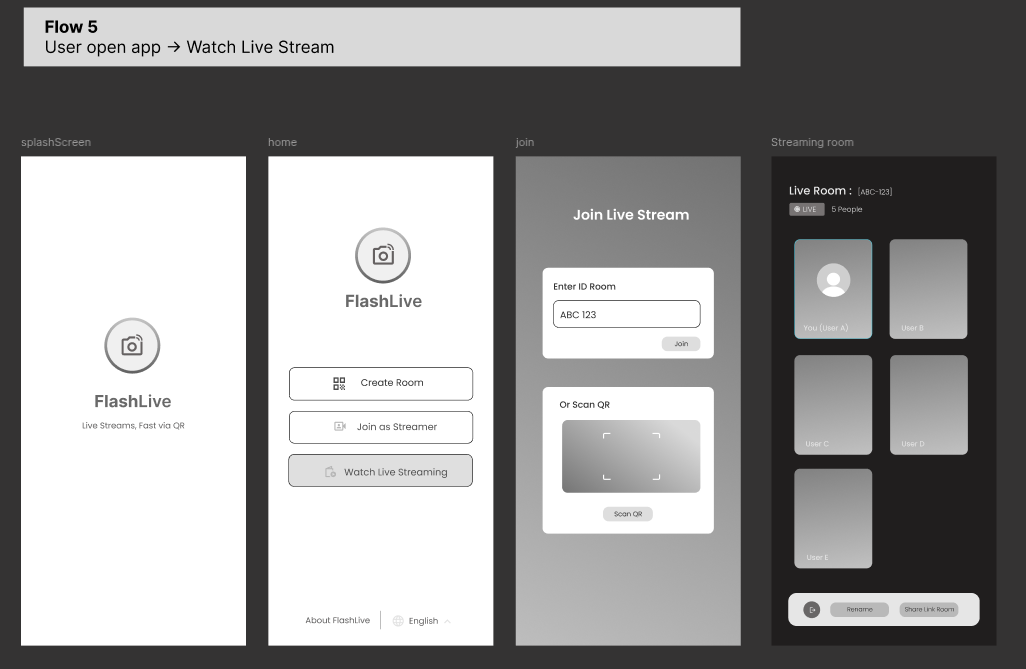 Flow 5
User open app → Watch Live Stream
splashScreen
FlashLive
Live Streams, Fast via QR
home
FlashLive
Create Room
Join as Streamer
Watch Live Streaming
About FlashLive
English
join
Join Live Stream
Enter ID Room
ABC 123
Join
Or Scan QR
Scan QR
Streaming room
Live Room : [ABC-123]
LIVE 5 People
You (User A)
User B
User C
User D
User E
Rename
Share Link Room